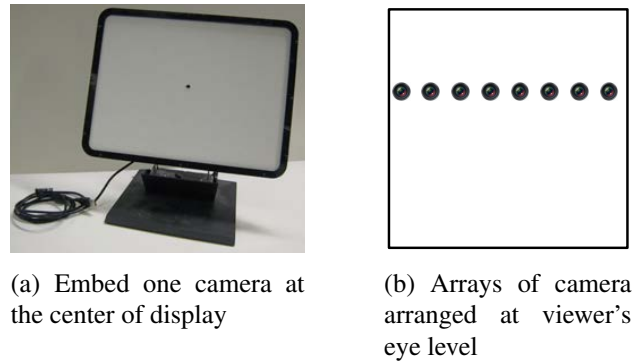 (a) Embed one camera at
the center of display
(b) Arrays of camera
arranged at viewer's
eye level